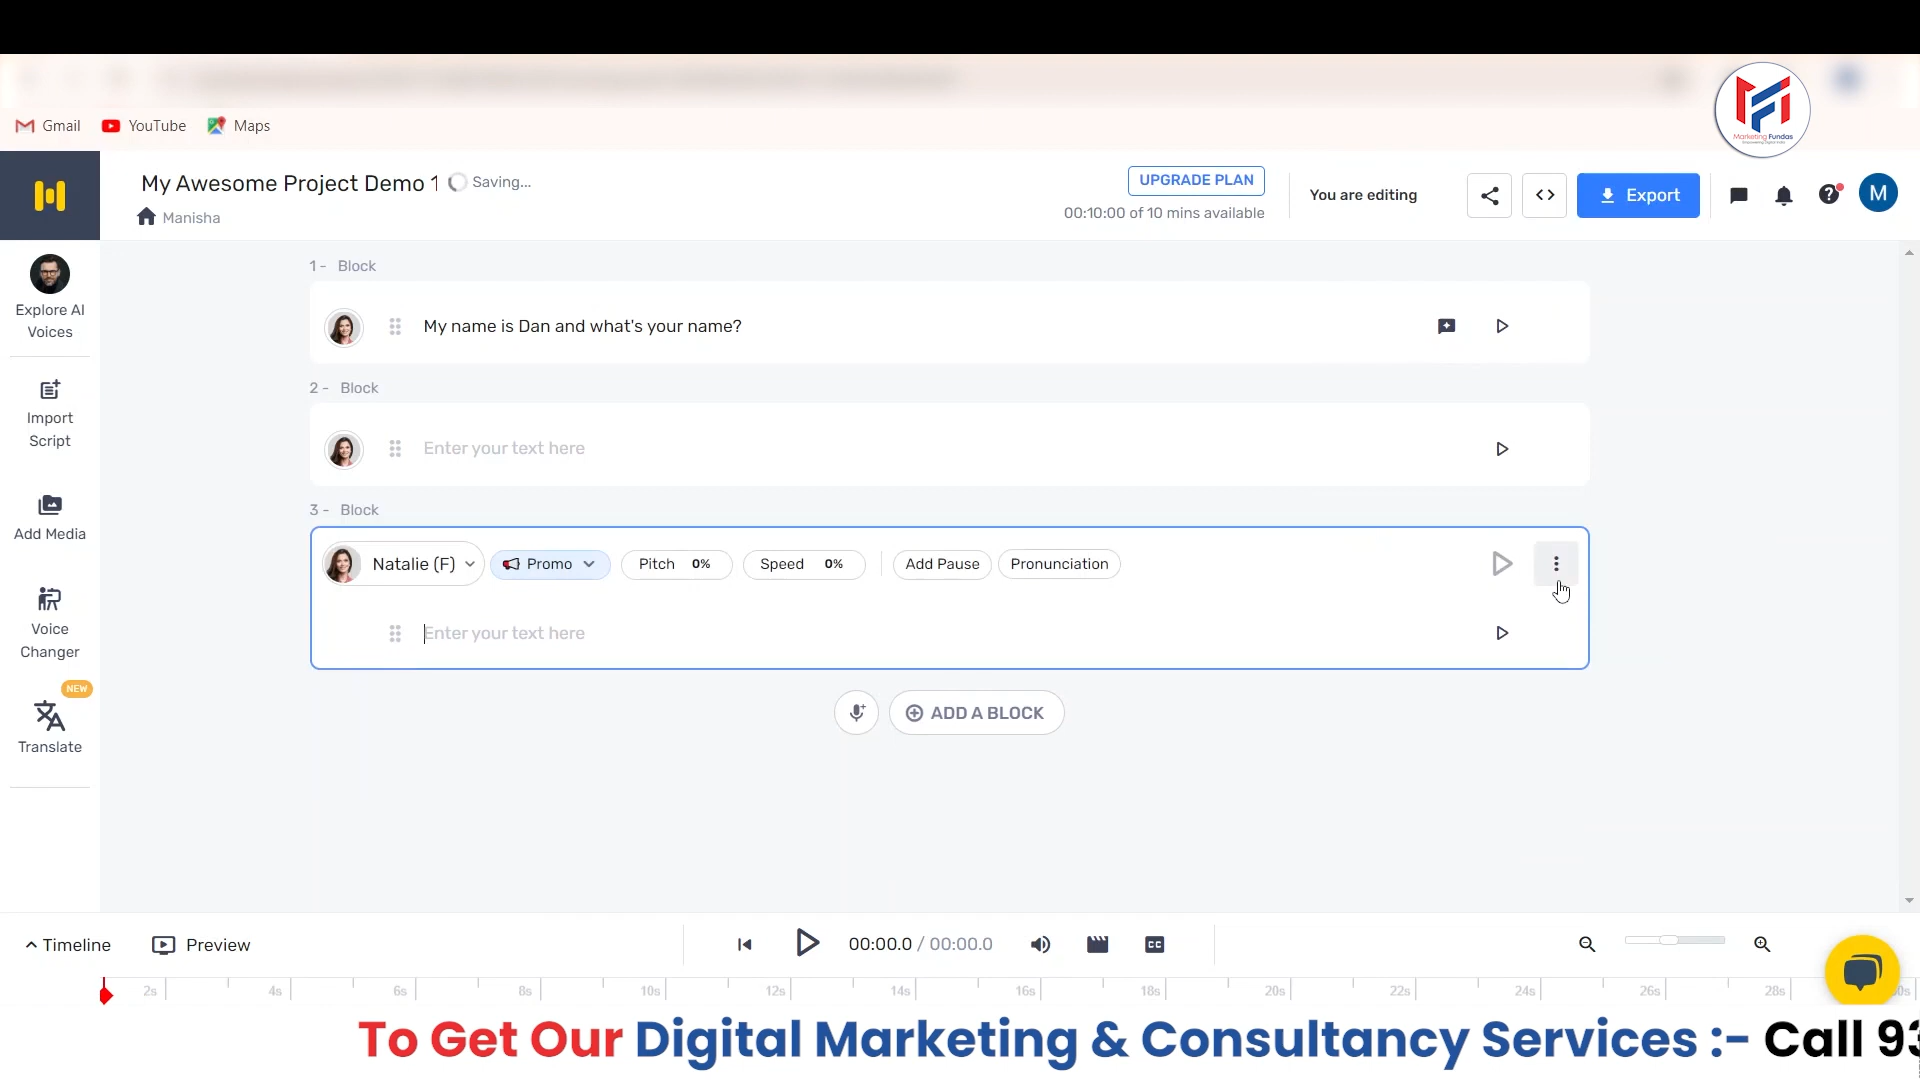 Gmail YouTube Maps
Marketing Fundas
My Awesome Project Demo 1 Saving...
Manisha
UPGRADE PLAN
00:10:00 of 10 mins available
You are editing
Export
M
Explore AI
Voices
Import
Script
Add Media
Voice
Changer
NEW
Translate
1 - Block
My name is Dan and what's your name?
2 - Block
Enter your text here
3 - Block
Natalie (F) Promo Pitch 0% Speed 0% Add Pause Pronunciation
Enter your text here
ADD A BLOCK
Timeline Preview 00:00.0 / 00:00.0 CC
2s 4s 6s 8s 10s 12s 14s 16s 18s 20s 22s 24s 26s 28s
To Get Our Digital Marketing & Consultancy Services :- Call 93